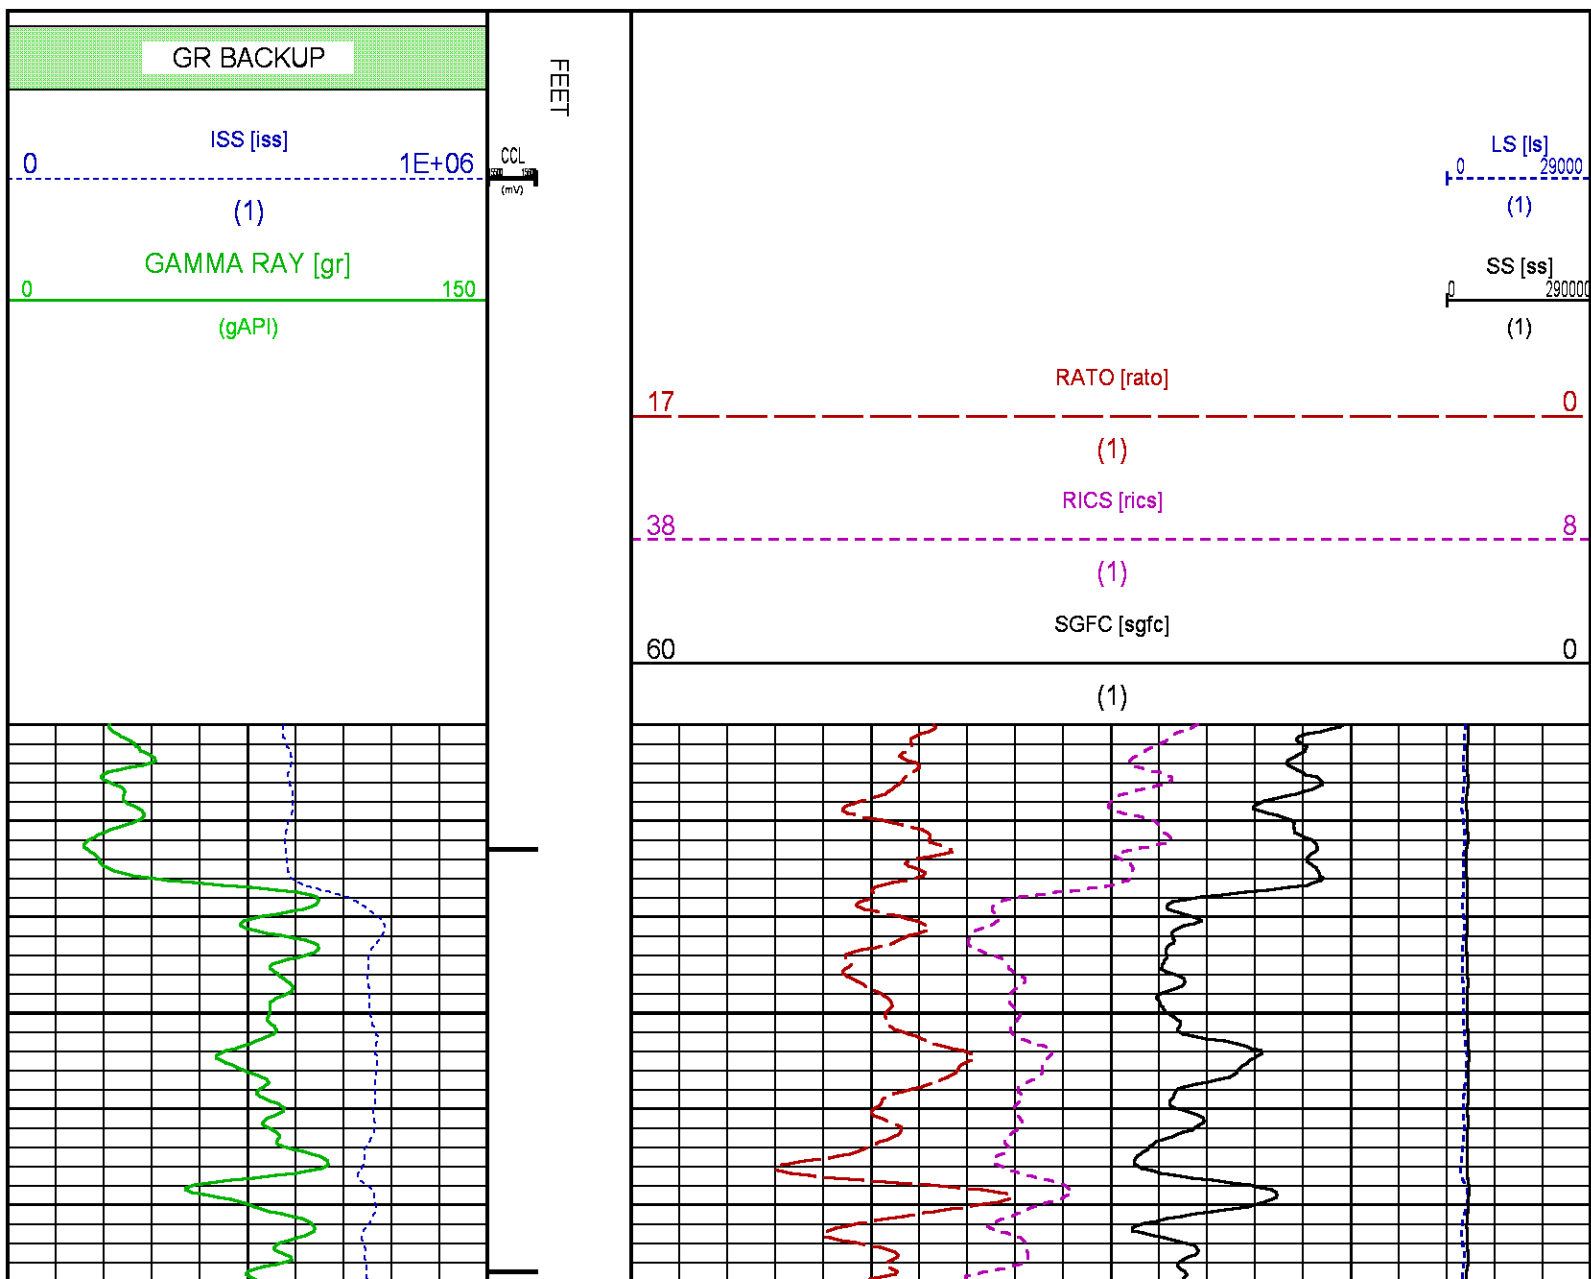 GR BACKUP
ISS [iss]
0 1E+06
(1)
GAMMA RAY [gr]
0 150
(gAPI)
CCL
(mV)
FEET
LS [ls]
0 29000
(1)
SS [ss]
0 290000
(1)
RATO [rato]
17 0
(1)
RICS [rics]
38 8
(1)
SGFC [sgfc]
60 0
(1)